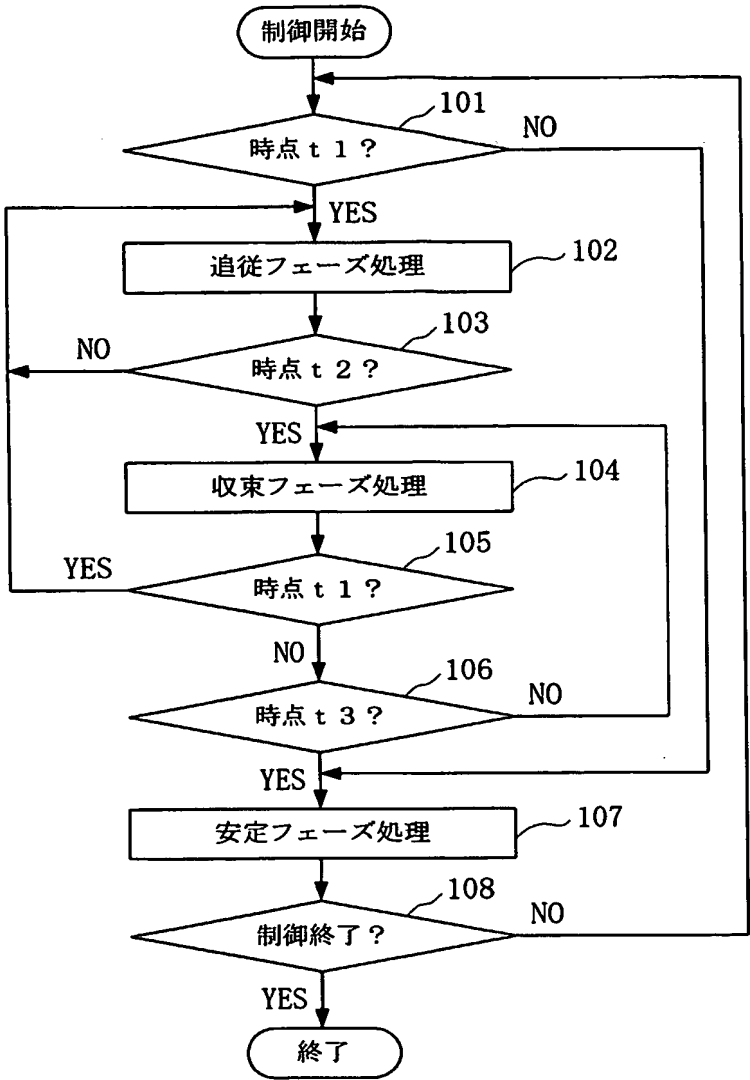 制御開始
101
時点ｔ１？
NO
YES
追従フェーズ処理
102
103
NO
時点ｔ２？
YES
収束フェーズ処理
104
105
YES
時点ｔ１？
NO
106
時点ｔ３？
NO
YES
安定フェーズ処理
107
108
制御終了？
NO
YES
終了